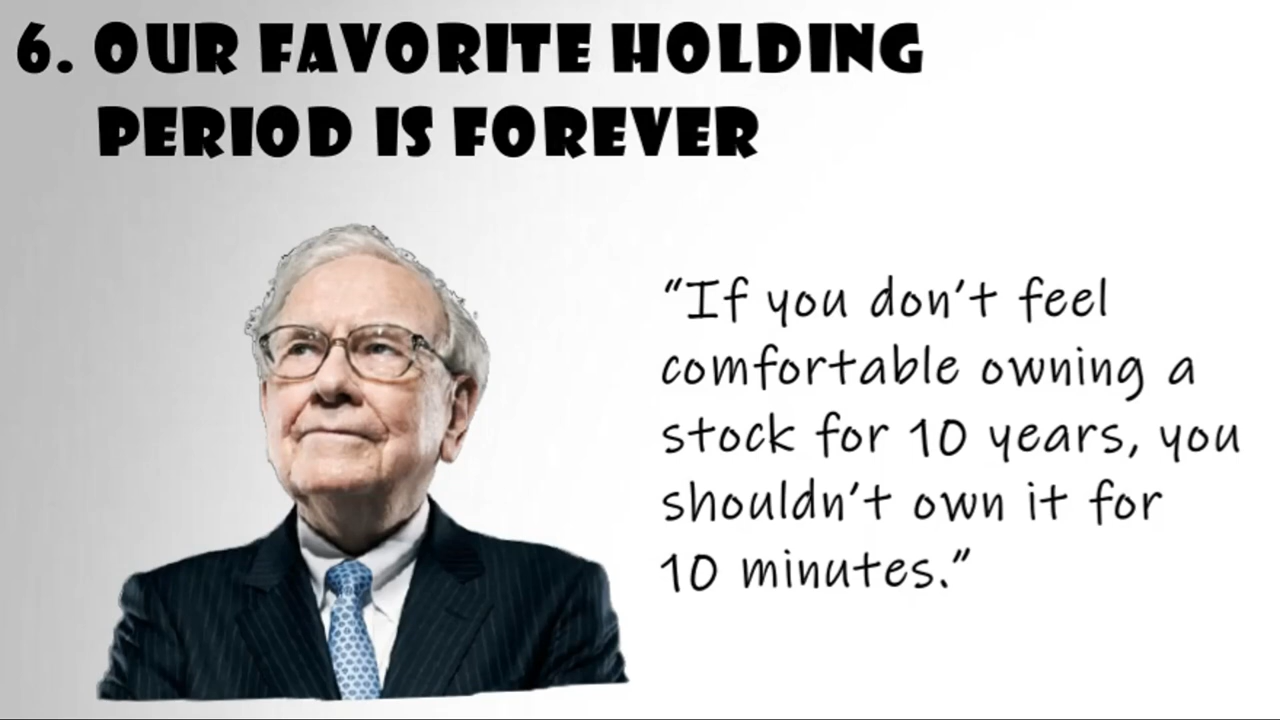 6. OUR FAVORITE HOLDING
PERIOD IS FOREVER
“If you don’t feel
comfortable owning a
stock for 10 years, you
shouldn’t own it for
10 minutes.”